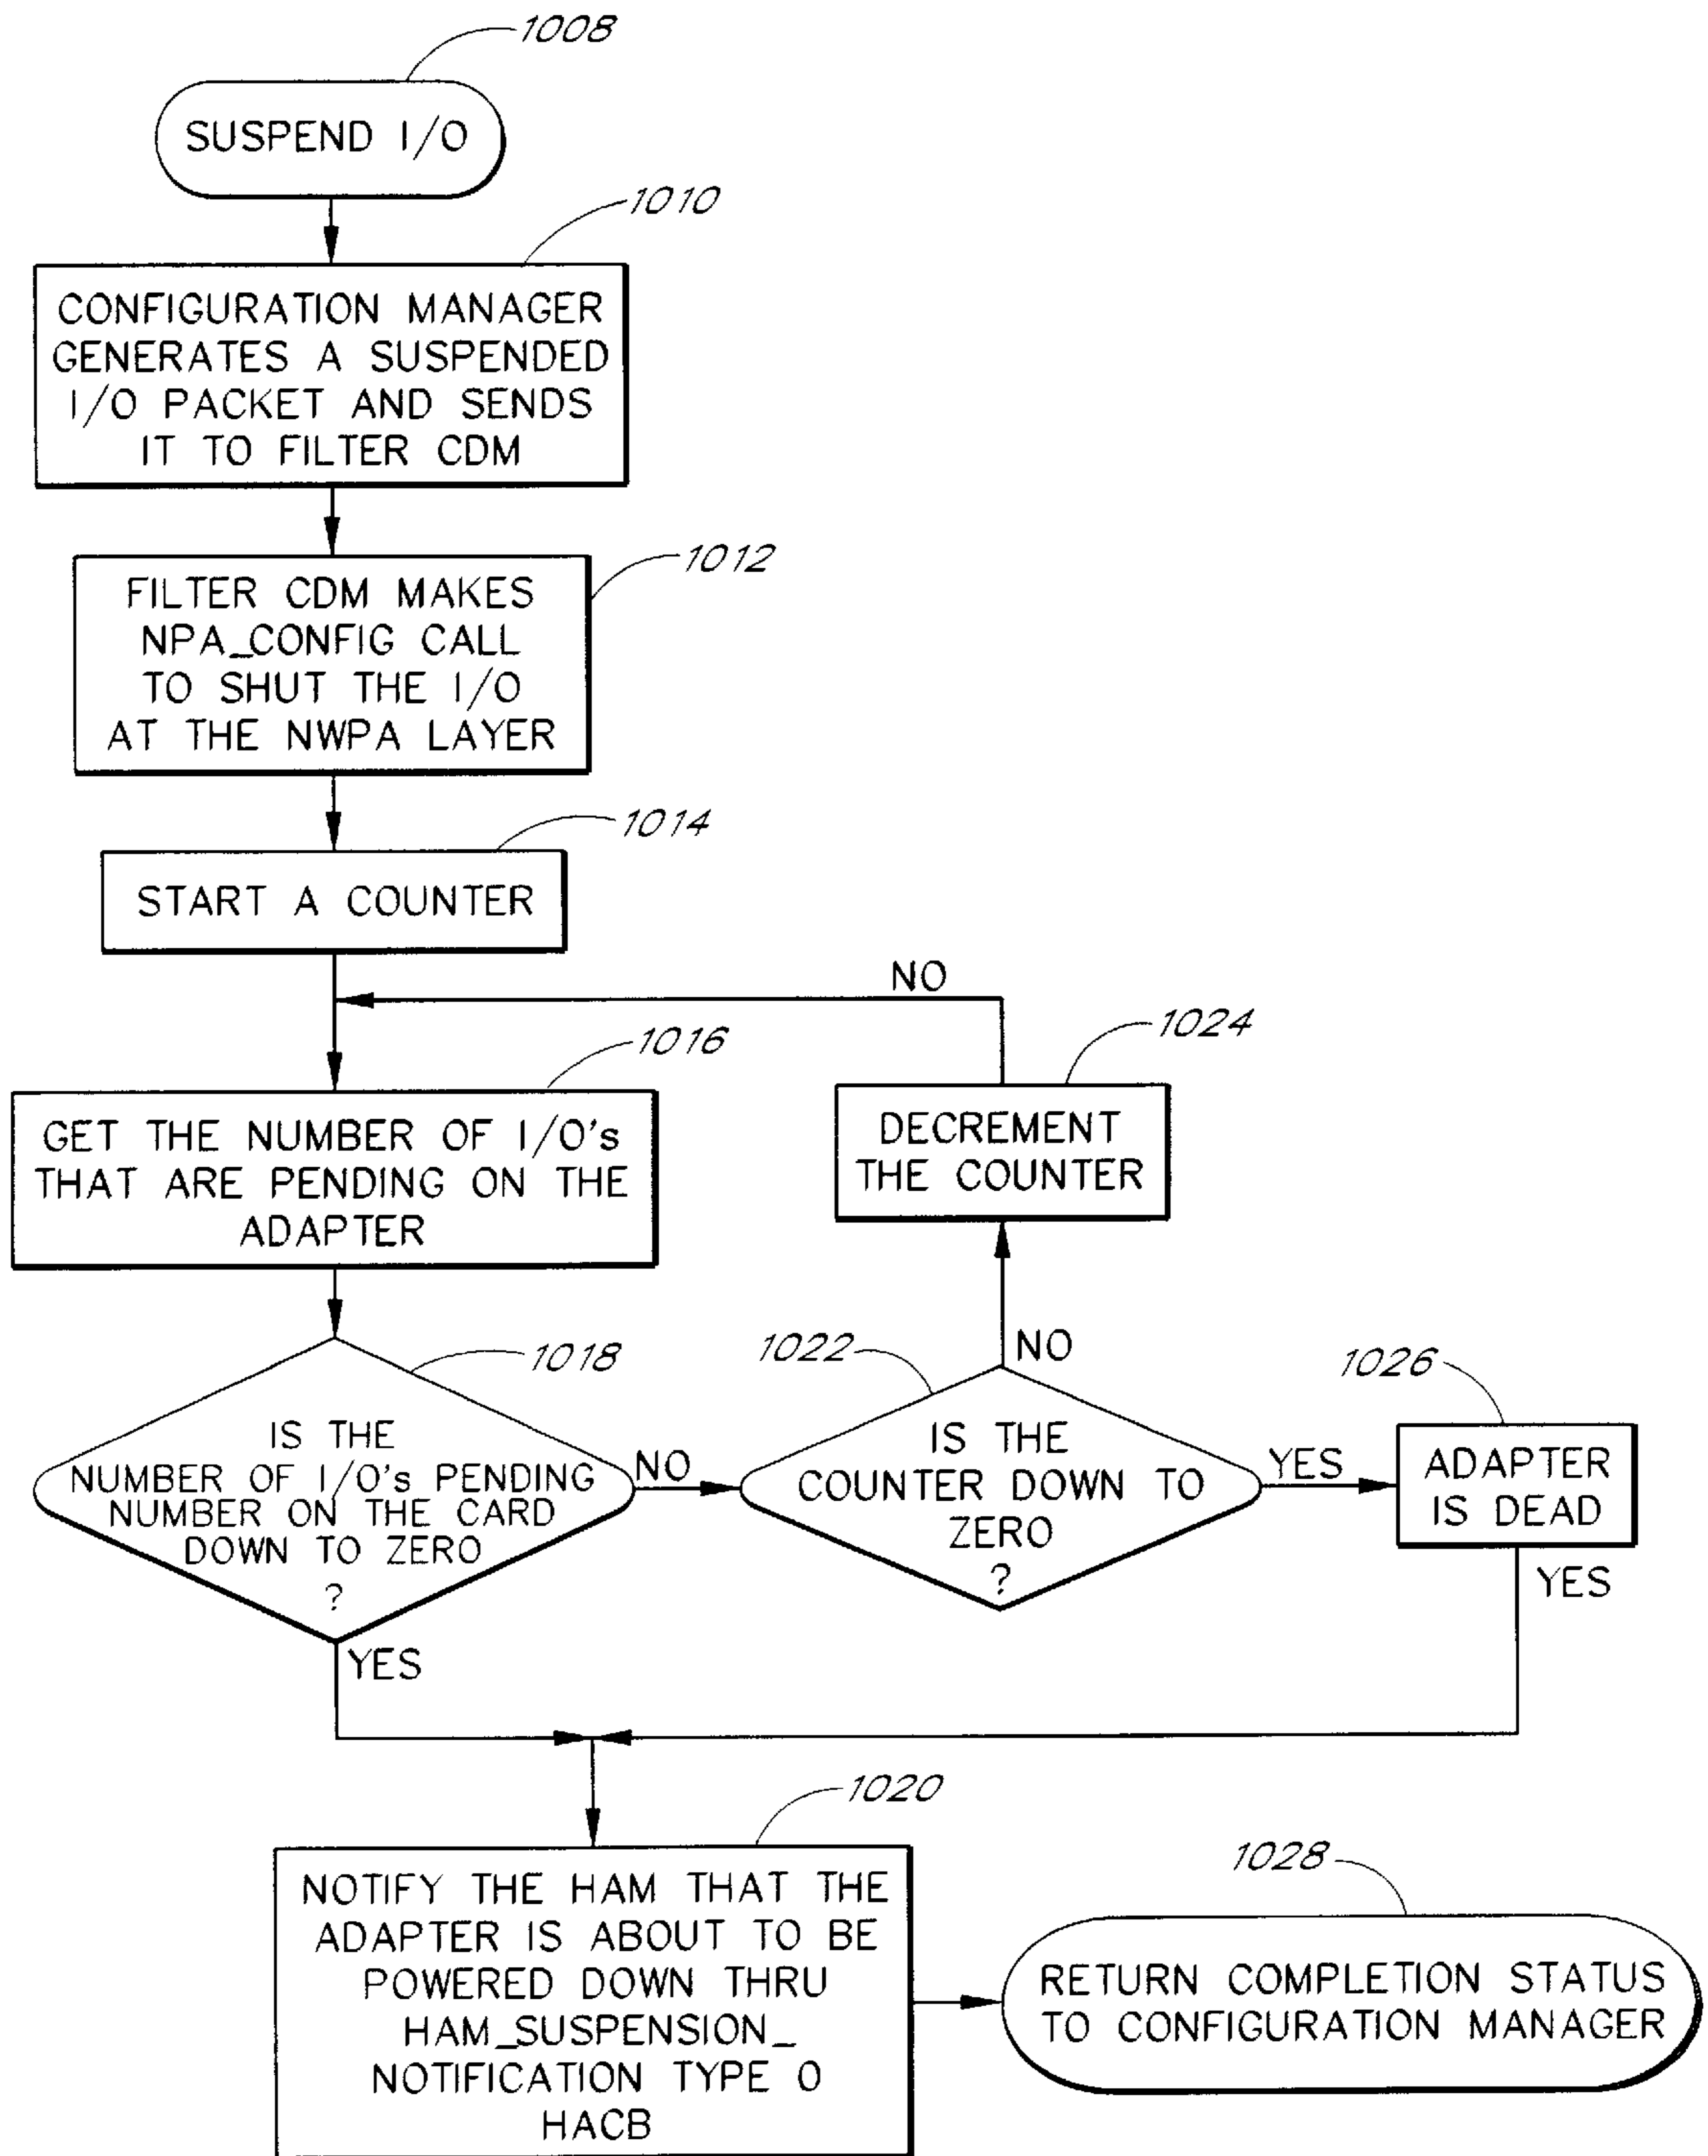 1008
SUSPEND I/O
1010
CONFIGURATION MANAGER
GENERATES A SUSPENDED
I/O PACKET AND SENDS
IT TO FILTER CDM
1012
FILTER CDM MAKES
NPA_CONFIG CALL
TO SHUT THE I/O
AT THE NWPA LAYER
1014
START A COUNTER
NO
1016
GET THE NUMBER OF I/O's
THAT ARE PENDING ON THE
ADAPTER
1024
DECREMENT
THE COUNTER
1018
IS THE
NUMBER OF I/O's PENDING
NUMBER ON THE CARD
DOWN TO ZERO
?
NO
YES
1022
NO
IS THE
COUNTER DOWN TO
ZERO
?
YES
1026
ADAPTER
IS DEAD
YES
1020
NOTIFY THE HAM THAT THE
ADAPTER IS ABOUT TO BE
POWERED DOWN THRU
HAM_SUSPENSION_
NOTIFICATION TYPE 0
HACB
1028
RETURN COMPLETION STATUS
TO CONFIGURATION MANAGER